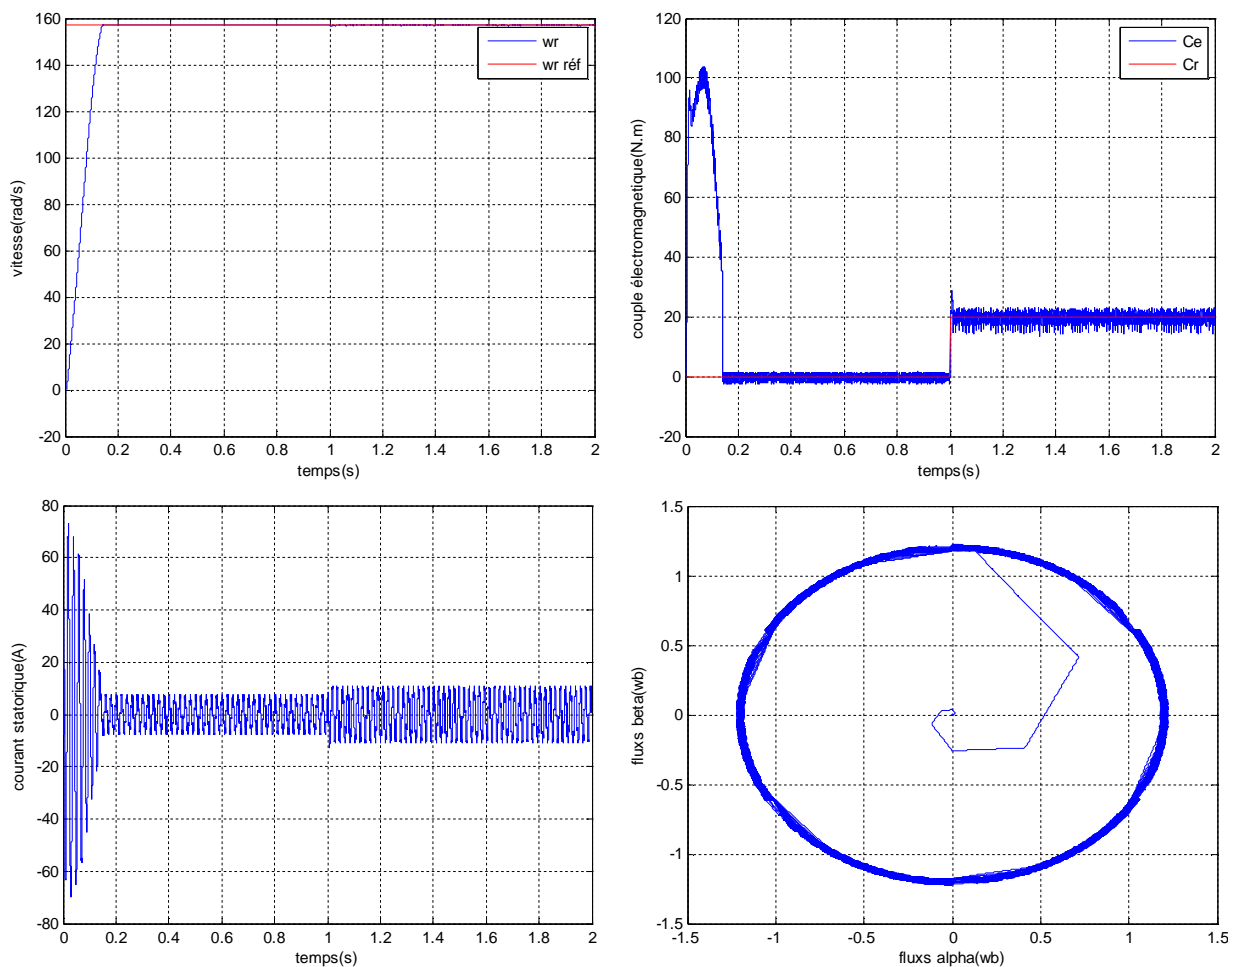 160
140
120
100
80
60
40
20
0
-20
vitesse(rad/s)
0 0.2 0.4 0.6 0.8 1 1.2 1.4 1.6 1.8 2
temps(s)
wr
wr réf
120
100
80
60
40
20
0
-20
couple électromagnetique(N.m)
0 0.2 0.4 0.6 0.8 1 1.2 1.4 1.6 1.8 2
temps(s)
Ce
Cr
80
60
40
20
0
-20
-40
-60
-80
courant statorique(A)
0 0.2 0.4 0.6 0.8 1 1.2 1.4 1.6 1.8 2
temps(s)
1.5
1
0.5
0
-0.5
-1
-1.5
fluxs beta(wb)
-1.5 -1 -0.5 0 0.5 1 1.5
fluxs alpha(wb)